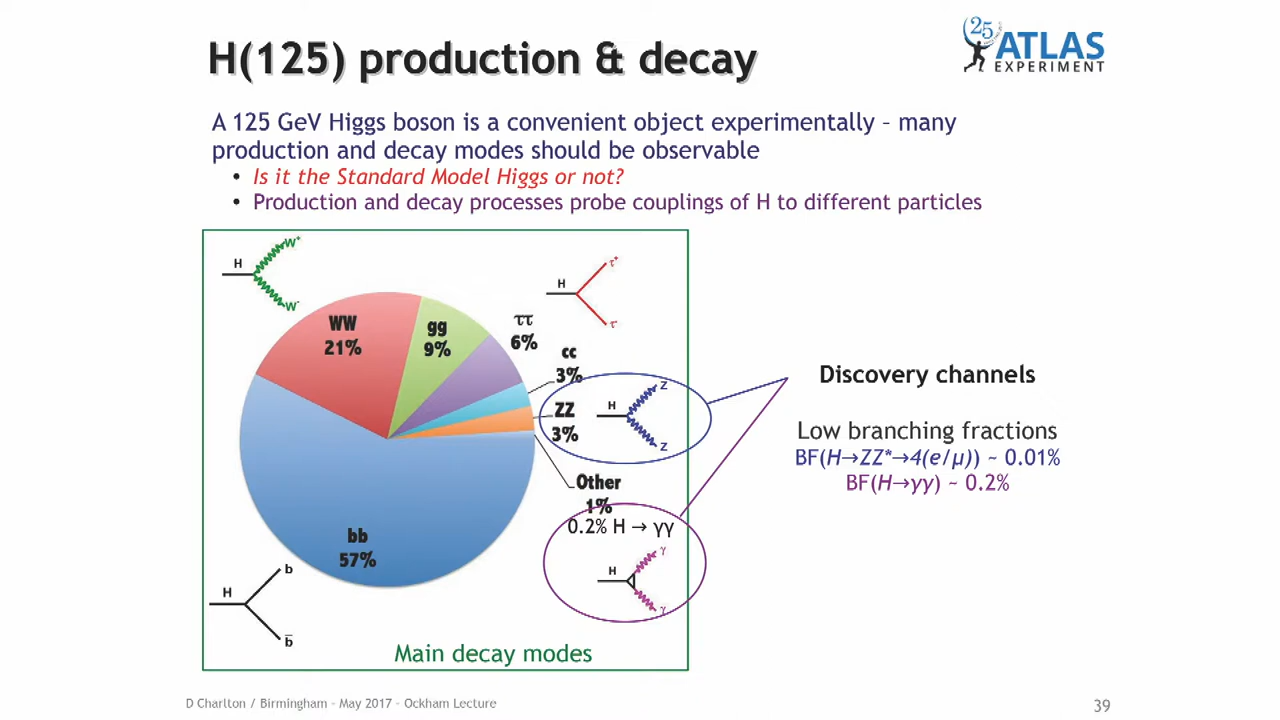 H(125) production & decay
25
ATLAS
EXPERIMENT
A 125 GeV Higgs boson is a convenient object experimentally – many
production and decay modes should be observable
• Is it the Standard Model Higgs or not?
• Production and decay processes probe couplings of H to different particles
H
W+
W-
H
τ+
τ-
WW
21%
gg
9%
ττ
6%
cc
3%
ZZ
3%
H
Z
Z
Other
1%
0.2% H → γγ
H
γ
γ
bb
57%
H
b
b̄
Main decay modes
Discovery channels
Low branching fractions
BF(H→ZZ*→4(e/μ)) ~ 0.01%
BF(H→γγ) ~ 0.2%
D Charlton / Birmingham – May 2017 – Ockham Lecture
39